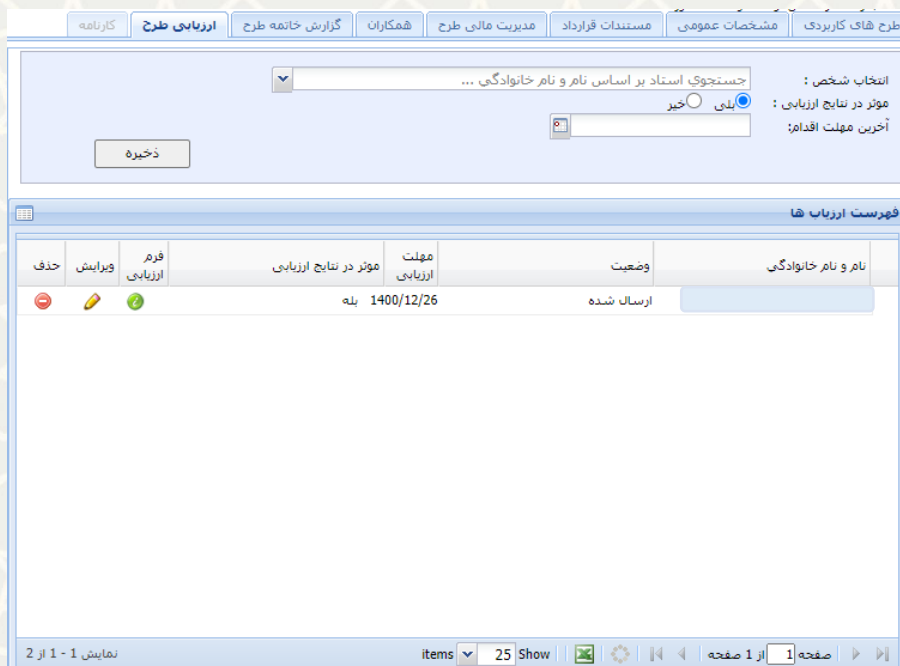 طرح های کاربردی مشخصات عمومی مستندات قرارداد مدیریت مالی طرح همکاران گزارش خاتمه طرح ارزیابی طرح کارنامه
انتخاب شخص : جستجوي استاد بر اساس نام و نام خانوادگي ...
موثر در نتایج ارزیابی : بلی خیر
آخرین مهلت اقدام:
ذخیره
فهرست ارزیاب ها
نام و نام خانوادگي وضعیت مهلت ارزیابی موثر در نتایج ارزیابی فرم ارزیابی ویرایش حذف
ارسال شده 1400/12/26 بله
صفحه 1 از 1 صفحه Show 25 items نمایش 1 - 1 از 2